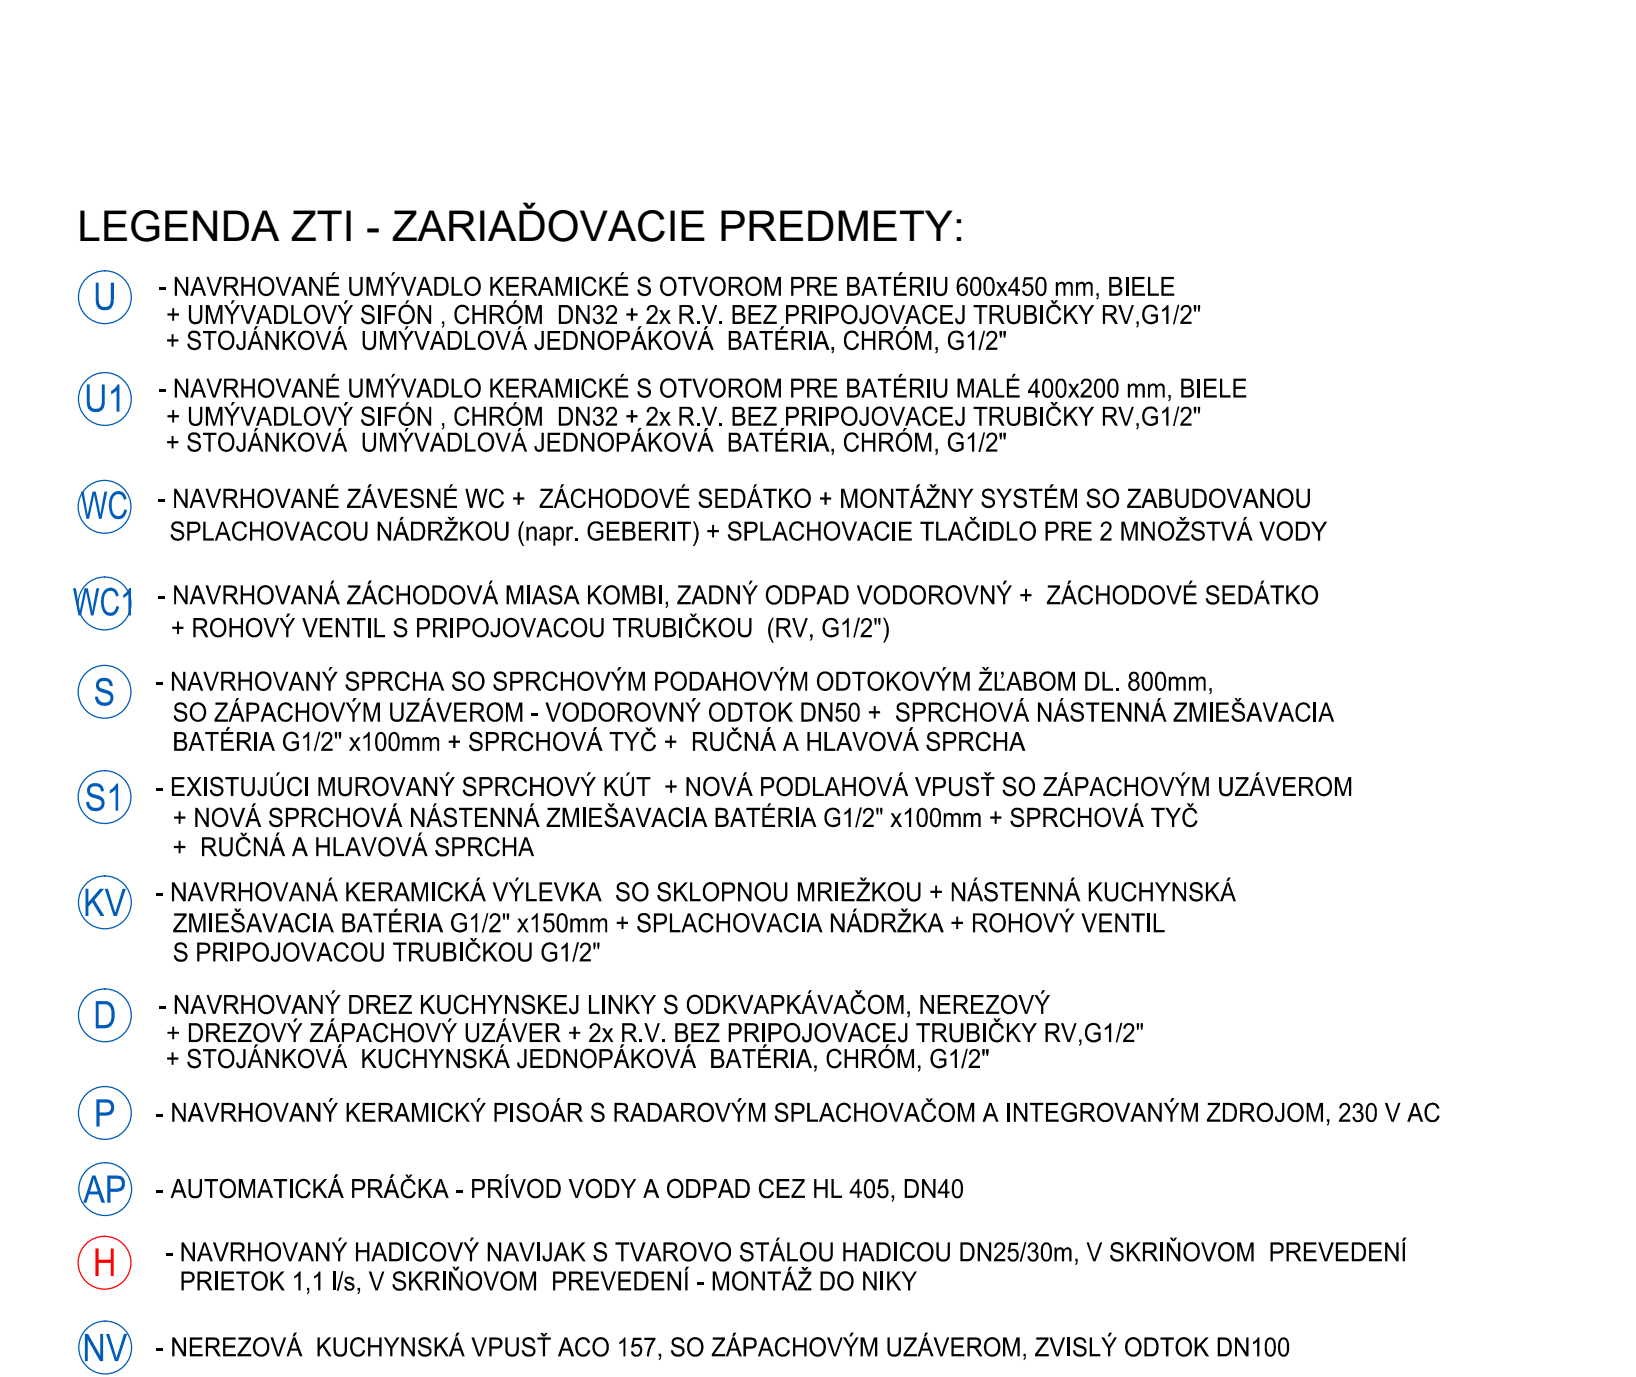 LEGENDA ZTI - ZARIAĎOVACIE PREDMETY:
U - NAVRHOVANÉ UMÝVADLO KERAMICKÉ S OTVOROM PRE BATÉRIU 600x450 mm, BIELE
+ UMÝVADLOVÝ SIFÓN , CHRÓM DN32 + 2x R.V. BEZ PRIPOJOVACEJ TRUBIČKY RV,G1/2"
+ STOJÁNKOVÁ UMÝVADLOVÁ JEDNOPÁKOVÁ BATÉRIA, CHRÓM, G1/2"
U1 - NAVRHOVANÉ UMÝVADLO KERAMICKÉ S OTVOROM PRE BATÉRIU MALÉ 400x200 mm, BIELE
+ UMÝVADLOVÝ SIFÓN , CHRÓM DN32 + 2x R.V. BEZ PRIPOJOVACEJ TRUBIČKY RV,G1/2"
+ STOJÁNKOVÁ UMÝVADLOVÁ JEDNOPÁKOVÁ BATÉRIA, CHRÓM, G1/2"
WC - NAVRHOVANÉ ZÁVESNÉ WC + ZÁCHODOVÉ SEDÁTKO + MONTÁŽNY SYSTÉM SO ZABUDOVANOU
SPLACHOVACOU NÁDRŽKOU (napr. GEBERIT) + SPLACHOVACIE TLAČIDLO PRE 2 MNOŽSTVÁ VODY
WC1 - NAVRHOVANÁ ZÁCHODOVÁ MIASA KOMBI, ZADNÝ ODPAD VODOROVNÝ + ZÁCHODOVÉ SEDÁTKO
+ ROHOVÝ VENTIL S PRIPOJOVACOU TRUBIČKOU (RV, G1/2")
S - NAVRHOVANÝ SPRCHA SO SPRCHOVÝM PODAHOVÝM ODTOKOVÝM ŽĽABOM DL. 800mm,
SO ZÁPACHOVÝM UZÁVEROM - VODOROVNÝ ODTOK DN50 + SPRCHOVÁ NÁSTENNÁ ZMIEŠAVACIA
BATÉRIA G1/2" x100mm + SPRCHOVÁ TYČ + RUČNÁ A HLAVOVÁ SPRCHA
S1 - EXISTUJÚCI MUROVANÝ SPRCHOVÝ KÚT + NOVÁ PODLAHOVÁ VPUSŤ SO ZÁPACHOVÝM UZÁVEROM
+ NOVÁ SPRCHOVÁ NÁSTENNÁ ZMIEŠAVACIA BATÉRIA G1/2" x100mm + SPRCHOVÁ TYČ
+ RUČNÁ A HLAVOVÁ SPRCHA
KV - NAVRHOVANÁ KERAMICKÁ VÝLEVKA SO SKLOPNOU MRIEŽKOU + NÁSTENNÁ KUCHYNSKÁ
ZMIEŠAVACIA BATÉRIA G1/2" x150mm + SPLACHOVACIA NÁDRŽKA + ROHOVÝ VENTIL
S PRIPOJOVACOU TRUBIČKOU G1/2"
D - NAVRHOVANÝ DREZ KUCHYNSKEJ LINKY S ODKVAPKÁVAČOM, NEREZOVÝ
+ DREZOVÝ ZÁPACHOVÝ UZÁVER + 2x R.V. BEZ PRIPOJOVACEJ TRUBIČKY RV,G1/2"
+ STOJÁNKOVÁ KUCHYNSKÁ JEDNOPÁKOVÁ BATÉRIA, CHRÓM, G1/2"
P - NAVRHOVANÝ KERAMICKÝ PISOÁR S RADAROVÝM SPLACHOVAČOM A INTEGROVANÝM ZDROJOM, 230 V AC
AP - AUTOMATICKÁ PRÁČKA - PRÍVOD VODY A ODPAD CEZ HL 405, DN40
H - NAVRHOVANÝ HADICOVÝ NAVIJAK S TVAROVO STÁLOU HADICOU DN25/30m, V SKRIŇOVOM PREVEDENÍ
PRIETOK 1,1 l/s, V SKRIŇOVOM PREVEDENÍ - MONTÁŽ DO NIKY
NV - NEREZOVÁ KUCHYNSKÁ VPUSŤ ACO 157, SO ZÁPACHOVÝM UZÁVEROM, ZVISLÝ ODTOK DN100